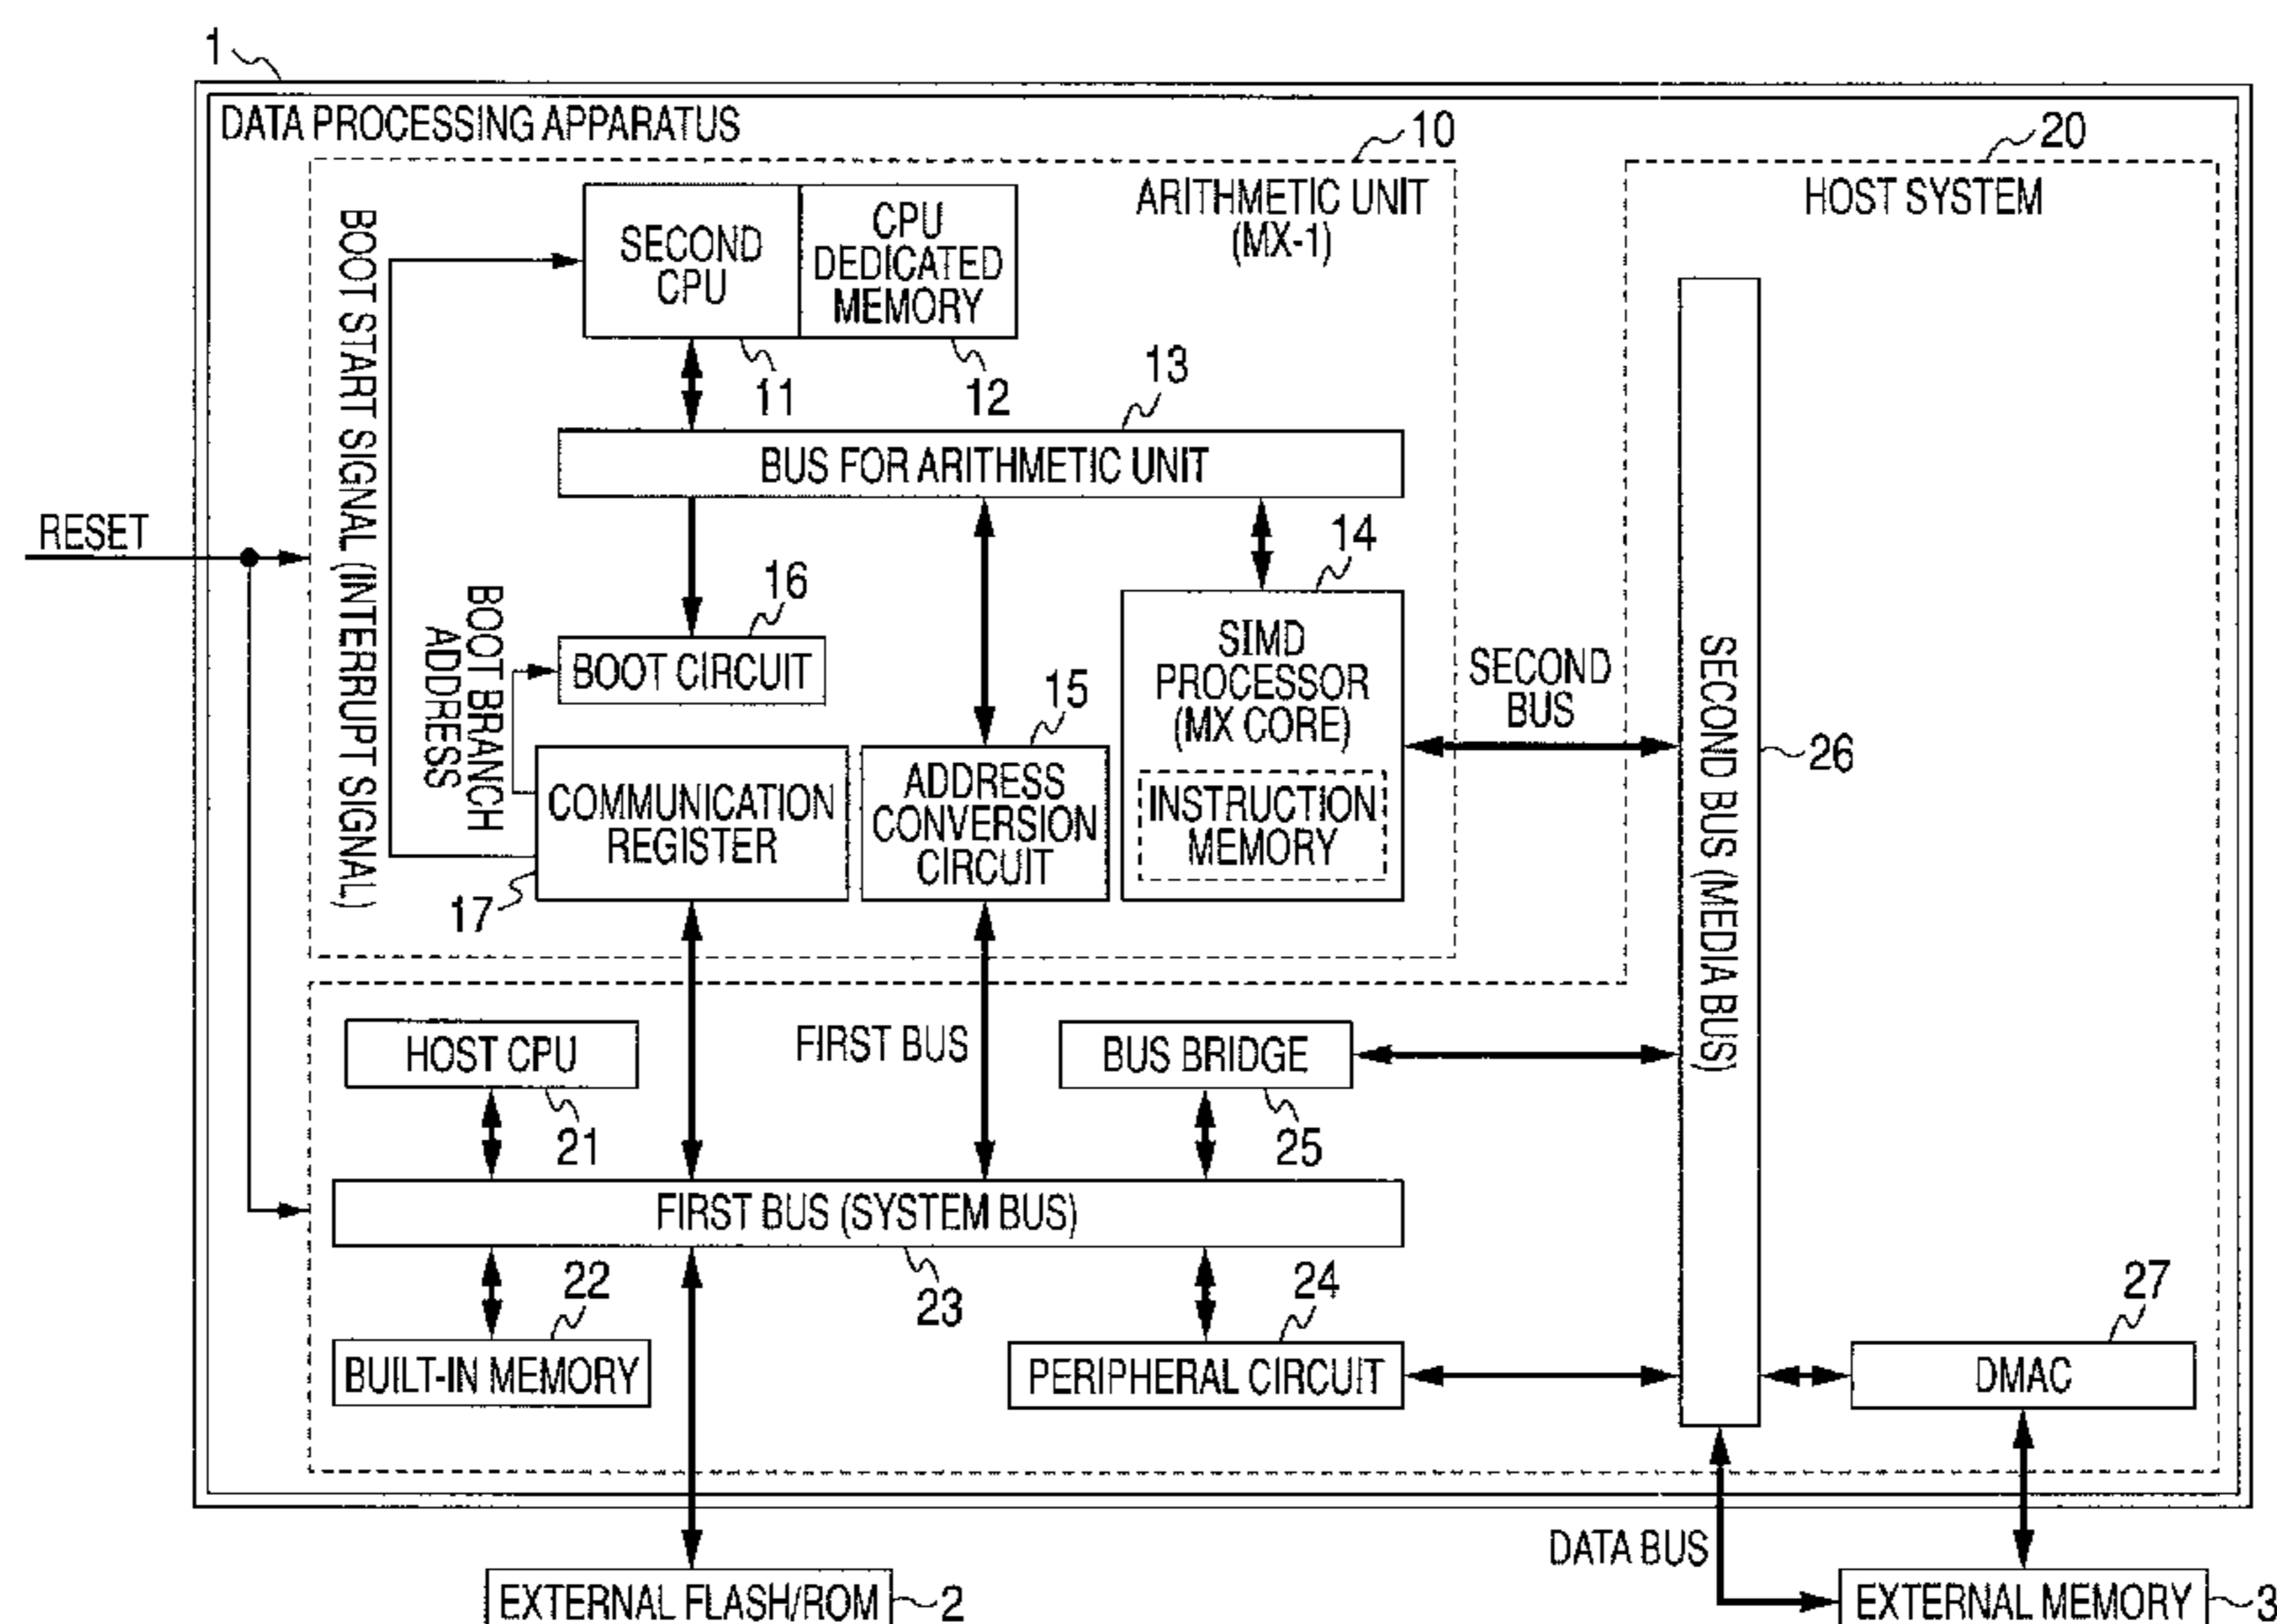 1
DATA PROCESSING APPARATUS
10
20
ARITHMETIC UNIT
(MX-1)
HOST SYSTEM
BOOT START SIGNAL (INTERRUPT SIGNAL)
SECOND
CPU
CPU
DEDICATED
MEMORY
11
12
13
BUS FOR ARITHMETIC UNIT
RESET
14
16
BOOT BRANCH
ADDRESS
BOOT CIRCUIT
SIMD
PROCESSOR
(MX CORE)
INSTRUCTION
MEMORY
SECOND
BUS
SECOND BUS (MEDIA BUS)
26
15
COMMUNICATION
REGISTER
ADDRESS
CONVERSION
CIRCUIT
17
HOST CPU
FIRST BUS
BUS BRIDGE
21
25
FIRST BUS (SYSTEM BUS)
22
23
24
27
BUILT-IN MEMORY
PERIPHERAL CIRCUIT
DMAC
DATA BUS
EXTERNAL FLASH/ROM
2
EXTERNAL MEMORY
3